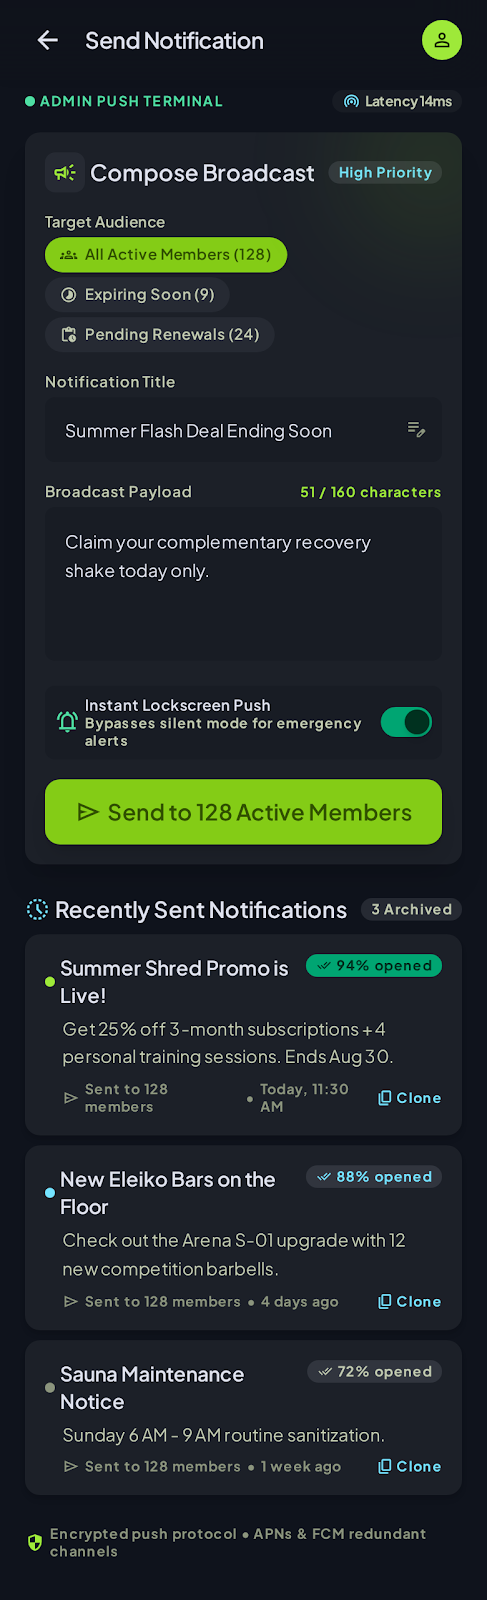 Send Notification
ADMIN PUSH TERMINAL
Latency 14ms
Compose Broadcast
High Priority
Target Audience
All Active Members (128)
Expiring Soon (9)
Pending Renewals (24)
Notification Title
Summer Flash Deal Ending Soon
Broadcast Payload
51 / 160 characters
Claim your complementary recovery
shake today only.
Instant Lockscreen Push
Bypasses silent mode for emergency
alerts
Send to 128 Active Members
Recently Sent Notifications
3 Archived
Summer Shred Promo is
Live!
94% opened
Get 25% off 3-month subscriptions + 4
personal training sessions. Ends Aug 30.
Sent to 128
members
• Today, 11:30
AM
Clone
New Eleiko Bars on the
Floor
88% opened
Check out the Arena S-01 upgrade with 12
new competition barbells.
Sent to 128 members • 4 days ago
Clone
Sauna Maintenance
Notice
72% opened
Sunday 6 AM - 9 AM routine sanitization.
Sent to 128 members • 1 week ago
Clone
Encrypted push protocol • APNs & FCM redundant
channels